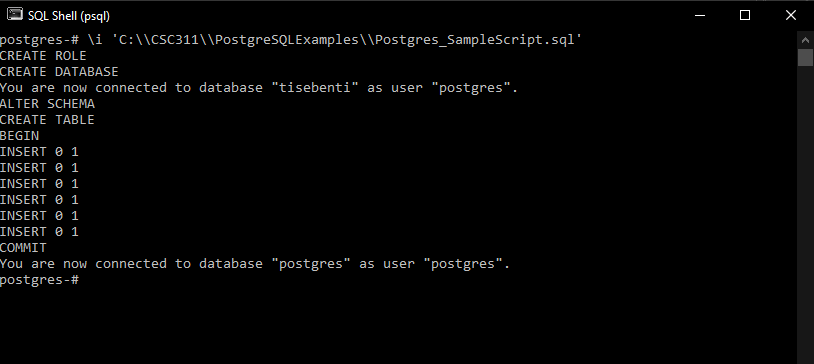 SQL Shell (psql)
postgres-# \i 'C:\\CSC311\\PostgreSQLExamples\\Postgres_SampleScript.sql'
CREATE ROLE
CREATE DATABASE
You are now connected to database "tisebenti" as user "postgres".
ALTER SCHEMA
CREATE TABLE
BEGIN
INSERT 0 1
INSERT 0 1
INSERT 0 1
INSERT 0 1
INSERT 0 1
INSERT 0 1
COMMIT
You are now connected to database "postgres" as user "postgres".
postgres-#